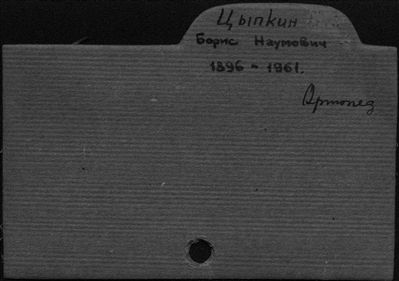 Цыпкин
Борис Наумович
1896 - 1961.
Ортопед